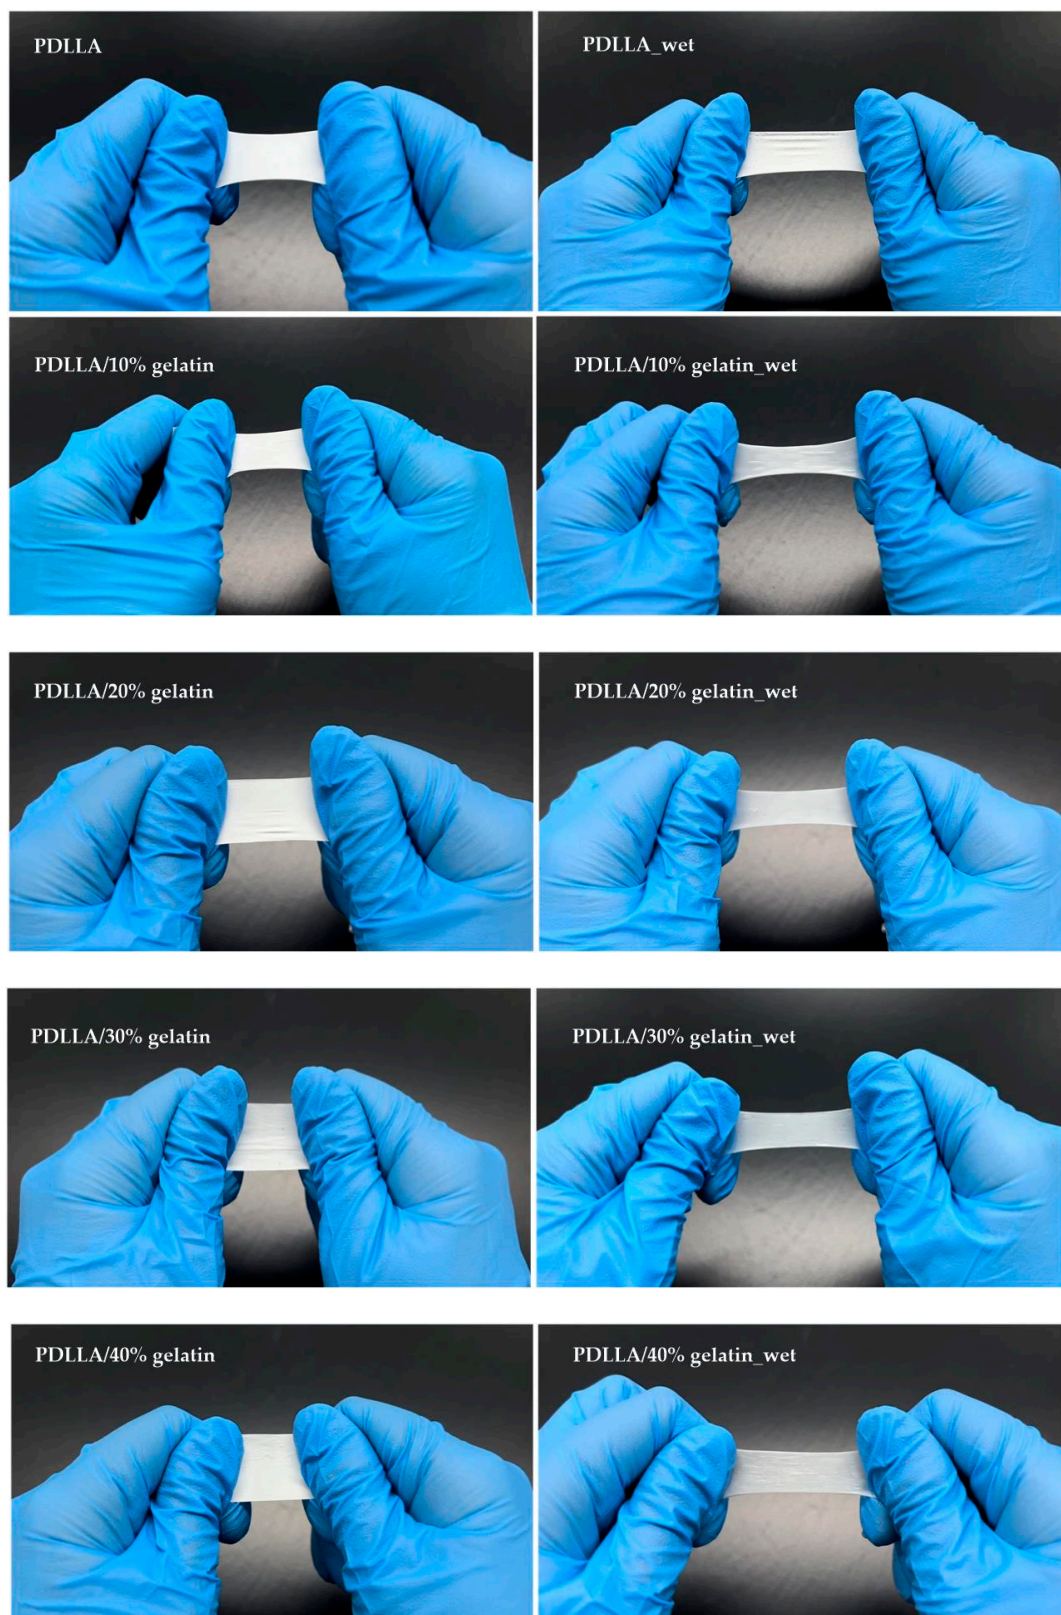 PDLLA
PDLLA_wet
PDLLA/10% gelatin
PDLLA/10% gelatin_wet
PDLLA/20% gelatin
PDLLA/20% gelatin_wet
PDLLA/30% gelatin
PDLLA/30% gelatin_wet
PDLLA/40% gelatin
PDLLA/40% gelatin_wet